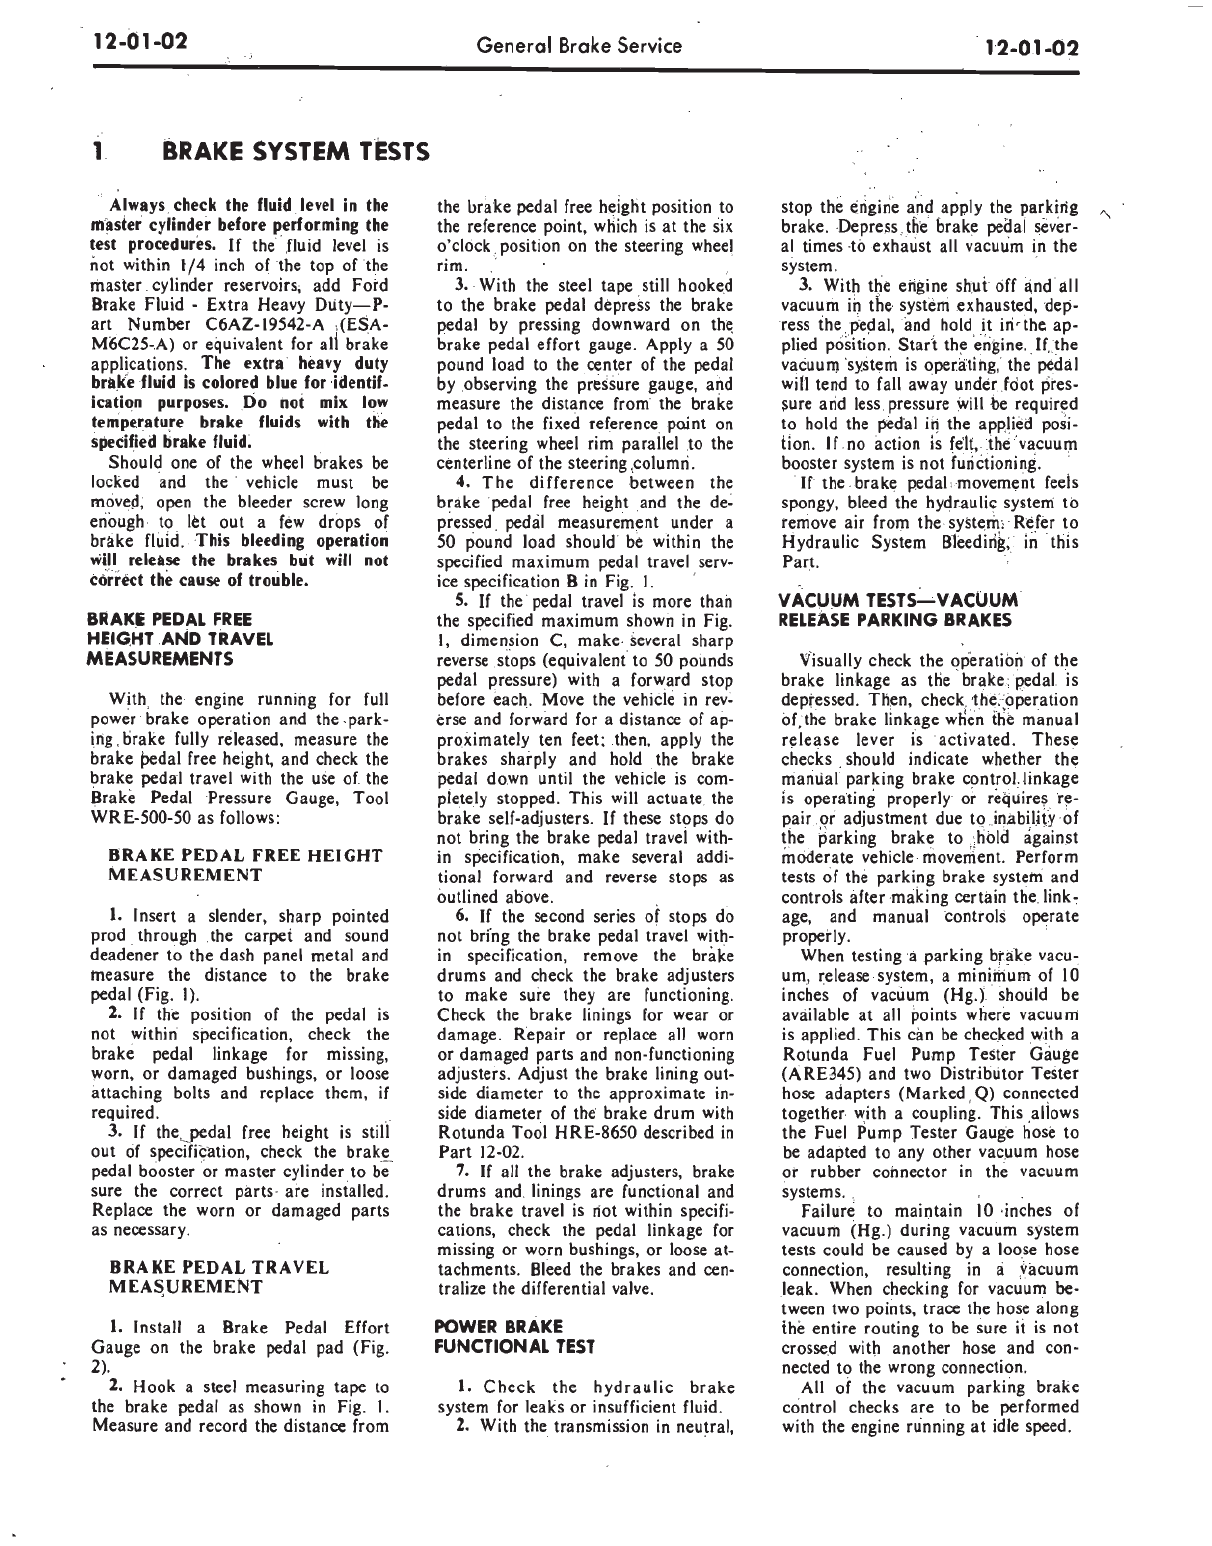 12-01-02
General Brake Service
12-01-02
1 BRAKE SYSTEM TESTS
Always check the fluid level in the
master cylinder before performing the
test procedures. If the fluid level is
not within 1/4 inch of the top of the
master cylinder reservoirs, add Ford
Brake Fluid - Extra Heavy Duty—P-
art Number C6AZ-19542-A (ESA-
M6C25-A) or equivalent for all brake
applications. The extra heavy duty
brake fluid is colored blue for identif-
ication purposes. Do not mix low
temperature brake fluids with the
specified brake fluid.
Should one of the wheel brakes be
locked and the vehicle must be
moved, open the bleeder screw long
enough to let out a few drops of
brake fluid. This bleeding operation
will release the brakes but will not
correct the cause of trouble.
BRAKE PEDAL FREE
HEIGHT AND TRAVEL
MEASUREMENTS
With the engine running for full
power brake operation and the park-
ing brake fully released, measure the
brake pedal free height, and check the
brake pedal travel with the use of the
Brake Pedal Pressure Gauge, Tool
WRE-500-50 as follows:
BRAKE PEDAL FREE HEIGHT
MEASUREMENT
1. Insert a slender, sharp pointed
prod through the carpet and sound
deadener to the dash panel metal and
measure the distance to the brake
pedal (Fig. 1).
2. If the position of the pedal is
not within specification, check the
brake pedal linkage for missing,
worn, or damaged bushings, or loose
attaching bolts and replace them, if
required.
3. If the pedal free height is still
out of specification, check the brake
pedal booster or master cylinder to be
sure the correct parts are installed.
Replace the worn or damaged parts
as necessary.
BRAKE PEDAL TRAVEL
MEASUREMENT
1. Install a Brake Pedal Effort
Gauge on the brake pedal pad (Fig.
2).
2. Hook a steel measuring tape to
the brake pedal as shown in Fig. 1.
Measure and record the distance from
the brake pedal free height position to
the reference point, which is at the six
o'clock position on the steering wheel
rim.
3. With the steel tape still hooked
to the brake pedal depress the brake
pedal by pressing downward on the
brake pedal effort gauge. Apply a 50
pound load to the center of the pedal
by observing the pressure gauge, and
measure the distance from the brake
pedal to the fixed reference point on
the steering wheel rim parallel to the
centerline of the steering column.
4. The difference between the
brake pedal free height and the de-
pressed pedal measurement under a
50 pound load should be within the
specified maximum pedal travel serv-
ice specification B in Fig. 1.
5. If the pedal travel is more than
the specified maximum shown in Fig.
1, dimension C, make several sharp
reverse stops (equivalent to 50 pounds
pedal pressure) with a forward stop
before each. Move the vehicle in rev-
erse and forward for a distance of ap-
proximately ten feet; then, apply the
brakes sharply and hold the brake
pedal down until the vehicle is com-
pletely stopped. This will actuate the
brake self-adjusters. If these stops do
not bring the brake pedal travel with-
in specification, make several addi-
tional forward and reverse stops as
outlined above.
6. If the second series of stops do
not bring the brake pedal travel with-
in specification, remove the brake
drums and check the brake adjusters
to make sure they are functioning.
Check the brake linings for wear or
damage. Repair or replace all worn
or damaged parts and non-functioning
adjusters. Adjust the brake lining out-
side diameter to the approximate in-
side diameter of the brake drum with
Rotunda Tool HRE-8650 described in
Part 12-02.
7. If all the brake adjusters, brake
drums and linings are functional and
the brake travel is not within specifi-
cations, check the pedal linkage for
missing or worn bushings, or loose at-
tachments. Bleed the brakes and cen-
tralize the differential valve.
POWER BRAKE
FUNCTIONAL TEST
1. Check the hydraulic brake
system for leaks or insufficient fluid.
2. With the transmission in neutral,
stop the engine and apply the parking
brake. Depress the brake pedal sever-
al times to exhaust all vacuum in the
system.
3. With the engine shut off and all
vacuum in the system exhausted, dep-
ress the pedal, and hold it in the ap-
plied position. Start the engine. If the
vacuum system is operating, the pedal
will tend to fall away under foot pres-
sure and less pressure will be required
to hold the pedal in the applied posi-
tion. If no action is felt, the vacuum
booster system is not functioning.
If the brake pedal movement feels
spongy, bleed the hydraulic system to
remove air from the system. Refer to
Hydraulic System Bleeding, in this
Part.
VACUUM TESTS—VACUUM
RELEASE PARKING BRAKES
Visually check the operation of the
brake linkage as the brake pedal is
depressed. Then, check the operation
of the brake linkage when the manual
release lever is activated. These
checks should indicate whether the
manual parking brake control linkage
is operating properly or requires re-
pair or adjustment due to inability of
the parking brake to hold against
moderate vehicle movement. Perform
tests of the parking brake system and
controls after making certain the link-
age, and manual controls operate
properly.
When testing a parking brake vacu-
um, release system, a minimum of 10
inches of vacuum (Hg.) should be
available at all points where vacuum
is applied. This can be checked with a
Rotunda Fuel Pump Tester Gauge
(ARE345) and two Distributor Tester
hose adapters (Marked Q) connected
together with a coupling. This allows
the Fuel Pump Tester Gauge hose to
be adapted to any other vacuum hose
or rubber connector in the vacuum
systems.
Failure to maintain 10 inches of
vacuum (Hg.) during vacuum system
tests could be caused by a loose hose
connection, resulting in a vacuum
leak. When checking for vacuum be-
tween two points, trace the hose along
the entire routing to be sure it is not
crossed with another hose and con-
nected to the wrong connection.
All of the vacuum parking brake
control checks are to be performed
with the engine running at idle speed.